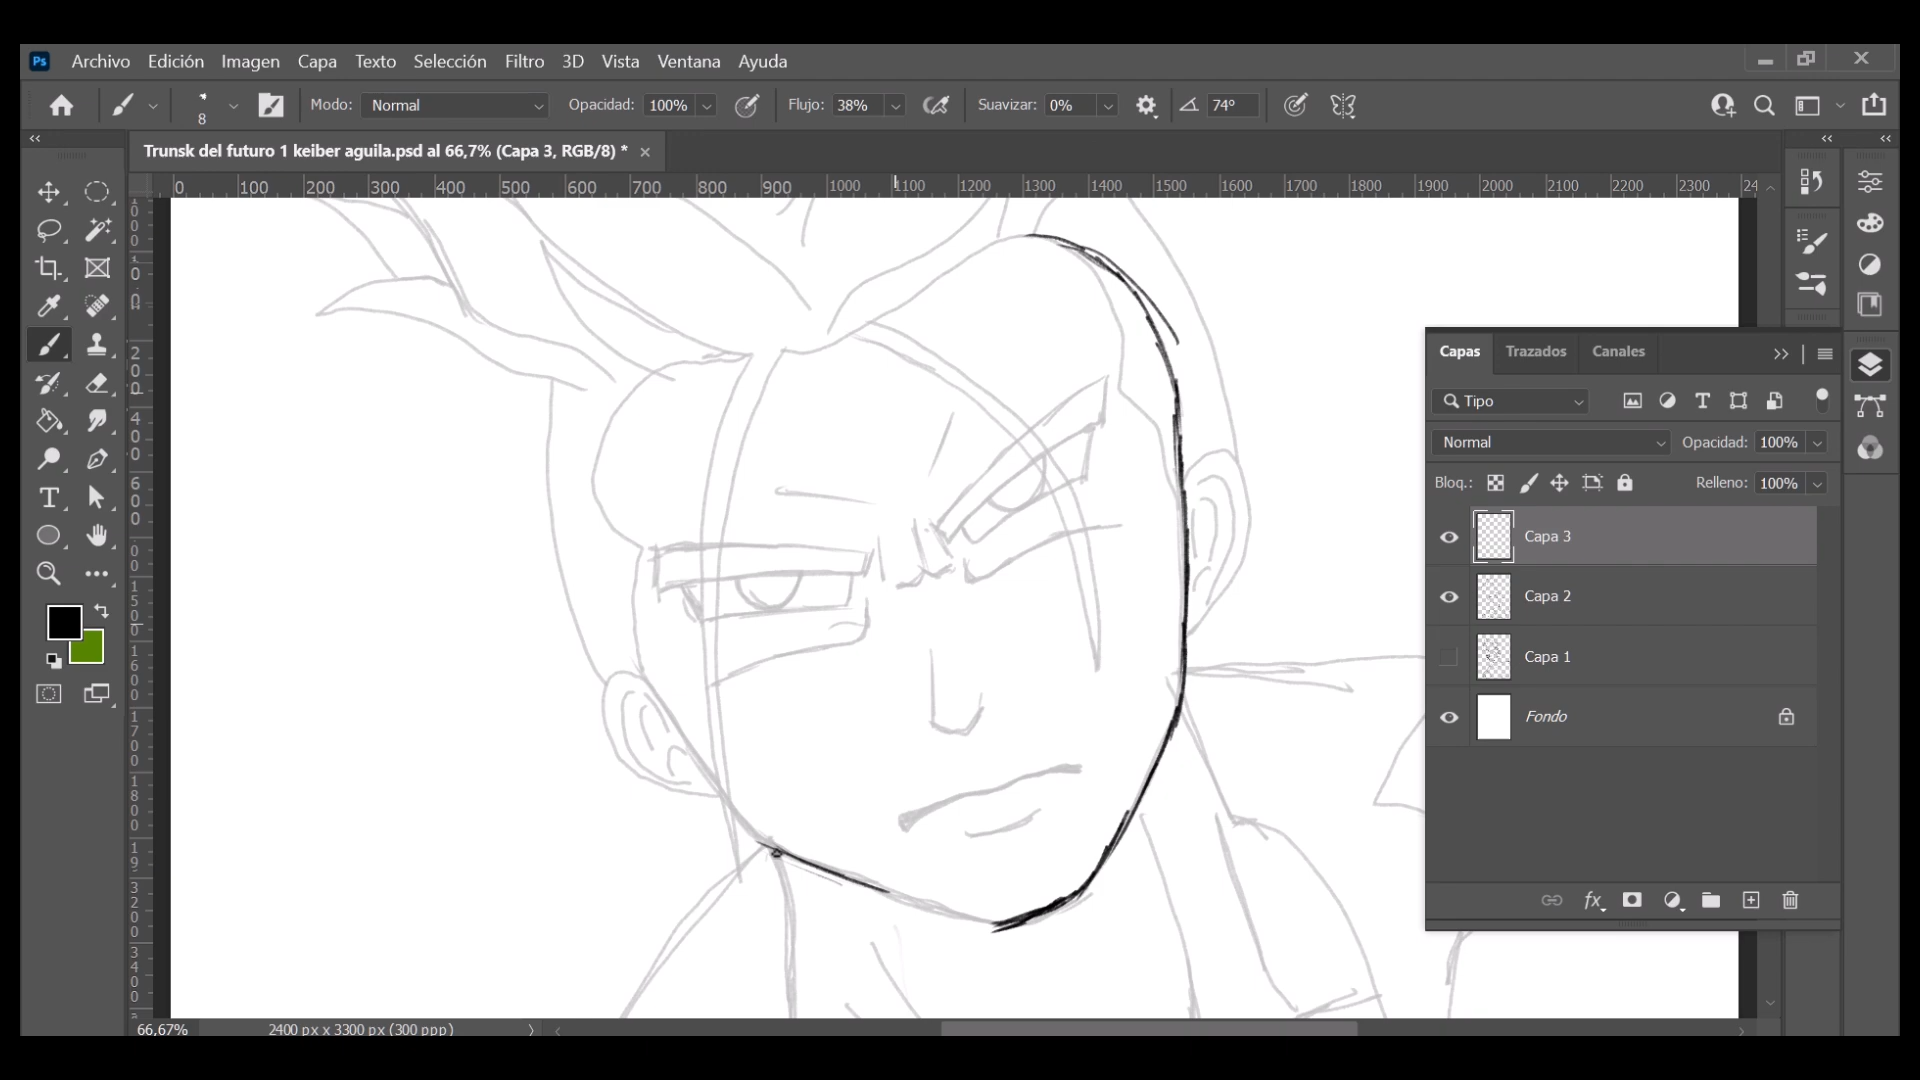 Ps Archivo Edición Imagen Capa Texto Selección Filtro 3D Vista Ventana Ayuda
8 Modo: Normal Opacidad: 100% Flujo: 38% Suavizar: 0% 74º
Trunsk del futuro 1 keiber aguila.psd al 66,7% (Capa 3, RGB/8) *
0 100 200 300 400 500 600 700 800 900 1000 1100 1200 1300 1400 1500 1600 1700 1800 1900 2000 2100 2200 2300 24
Capas Trazados Canales
Tipo
Normal Opacidad: 100%
Bloq.: Relleno: 100%
Capa 3
Capa 2
Capa 1
Fondo
fx
66,67% 2400 px x 3300 px (300 ppp)